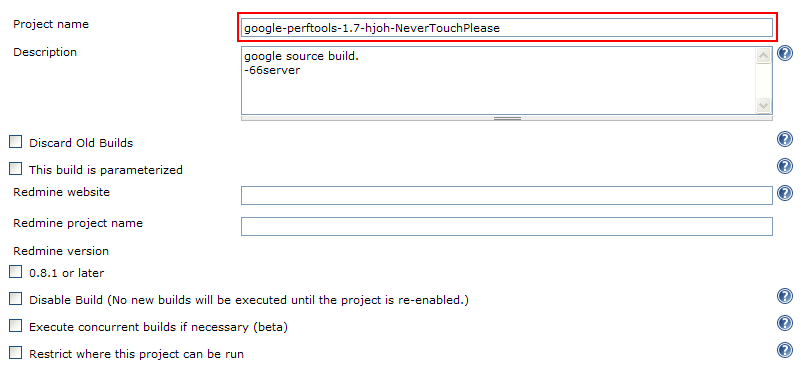 Project name
google-perftools-1.7-hjoh-NeverTouchPlease
Description
google source build.
-66server
Discard Old Builds
This build is parameterized
Redmine website
Redmine project name
Redmine version
0.8.1 or later
Disable Build (No new builds will be executed until the project is re-enabled.)
Execute concurrent builds if necessary (beta)
Restrict where this project can be run